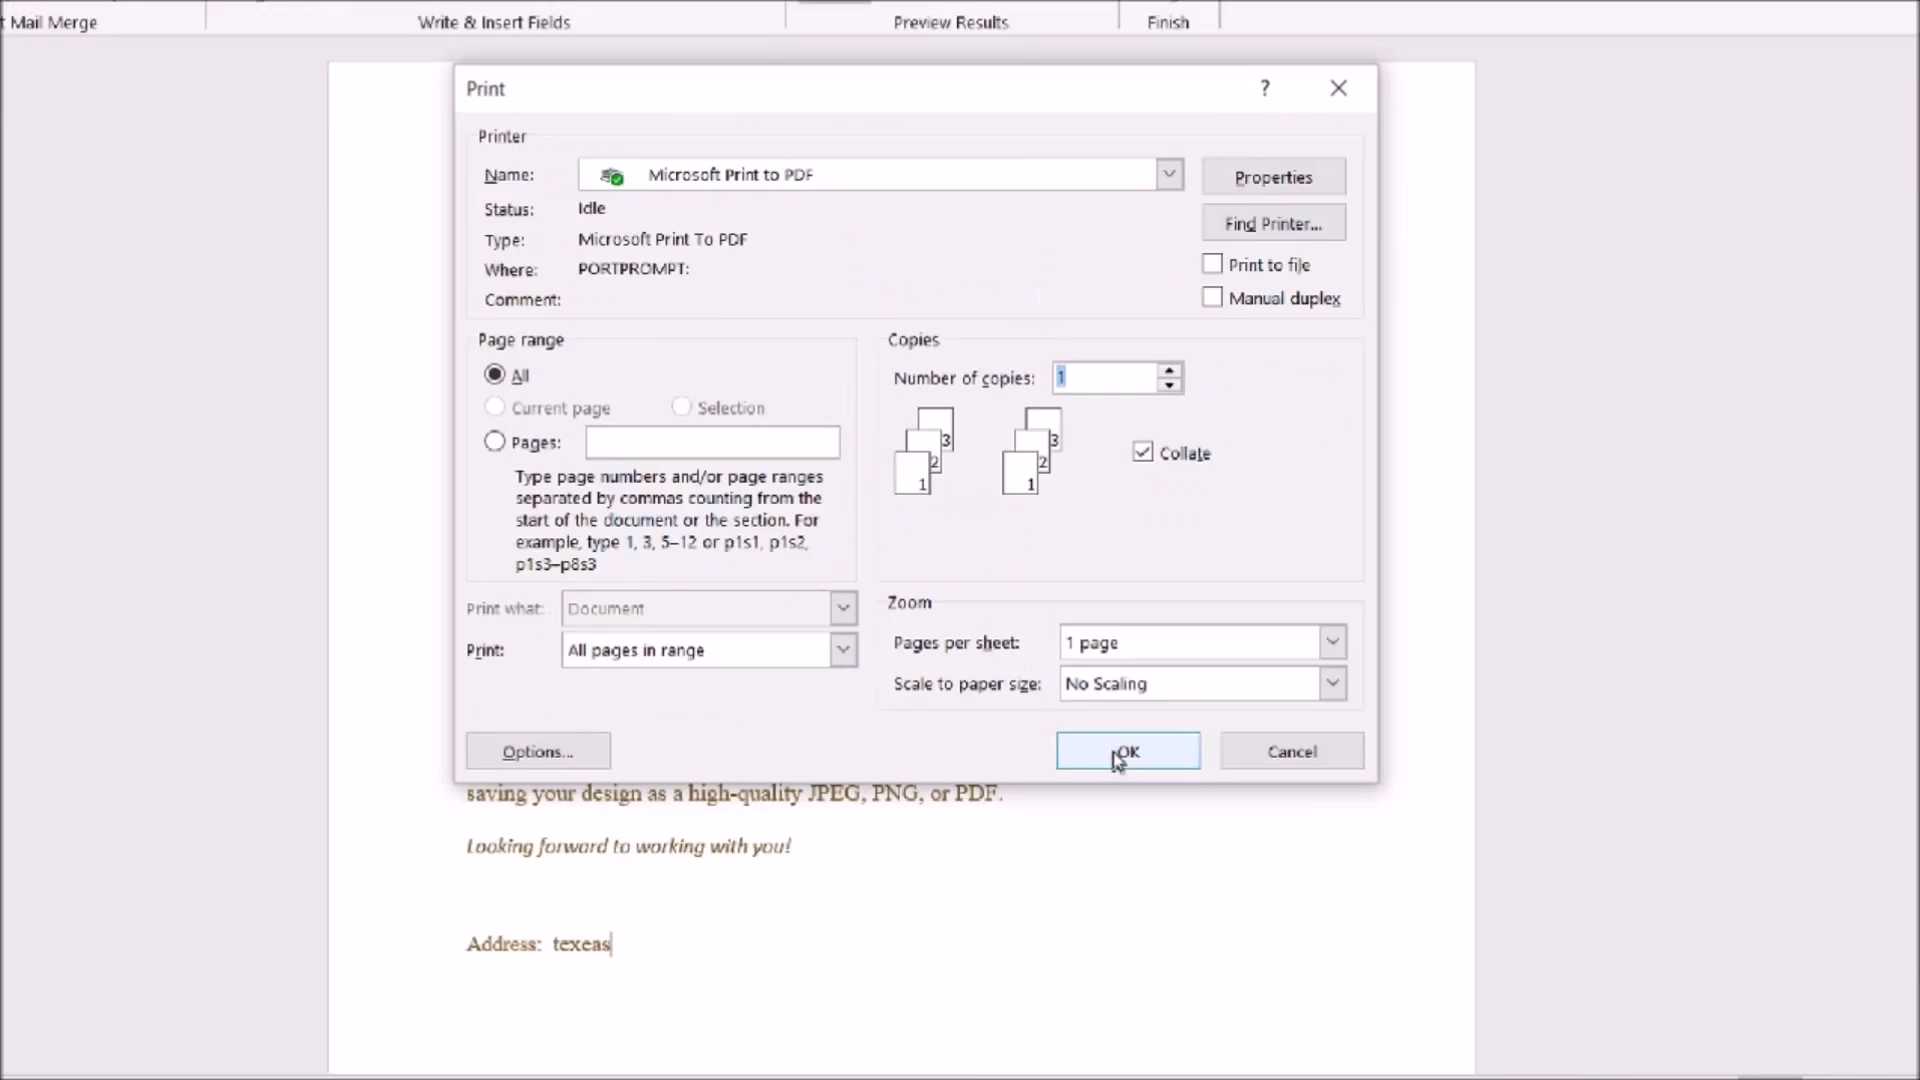 t Mail Merge
Write & Insert Fields
Preview Results
Finish
Print
?
Printer
Name:
Microsoft Print to PDF
Properties
Status:
Idle
Find Printer...
Type:
Microsoft Print To PDF
Where:
PORTPROMPT:
Print to file
Comment:
Manual duplex
Page range
Copies
All
Number of copies:
1
Current page
Selection
Pages:
3
2
1
3
2
1
Collate
Type page numbers and/or page ranges
separated by commas counting from the
start of the document or the section. For
example, type 1, 3, 5–12 or p1s1, p1s2,
p1s3–p8s3
Print what:
Document
Zoom
Print:
All pages in range
Pages per sheet:
1 page
Scale to paper size:
No Scaling
Options...
OK
Cancel
saving your design as a high-quality JPEG, PNG, or PDF.
Looking forward to working with you!
Address: texeas